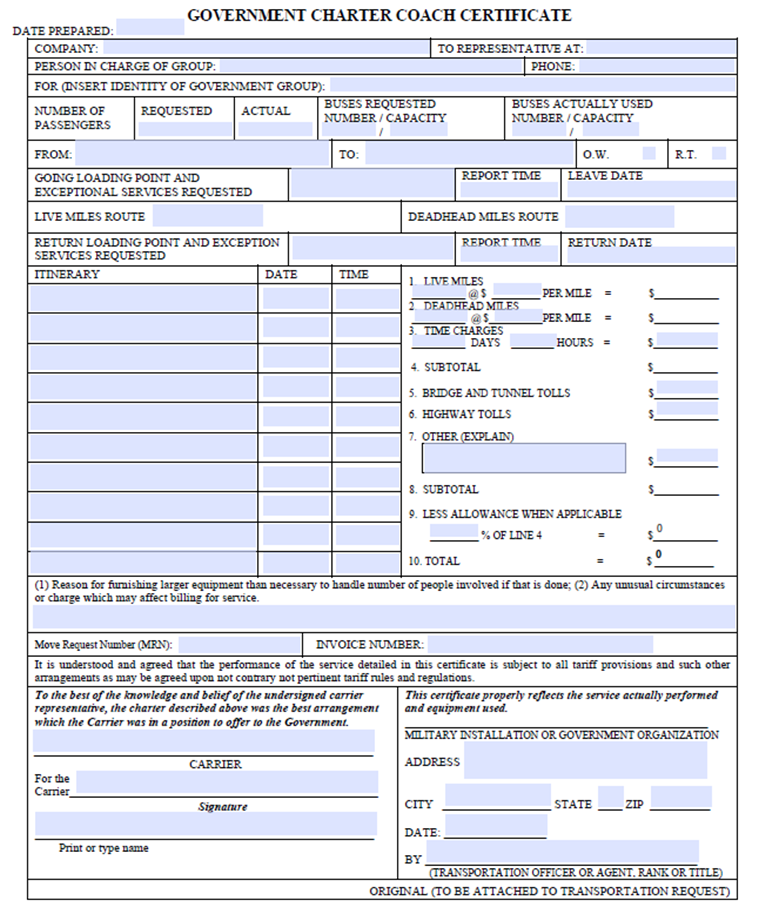 GOVERNMENT CHARTER COACH CERTIFICATE
DATE PREPARED:
COMPANY: TO REPRESENTATIVE AT:
PERSON IN CHARGE OF GROUP: PHONE:
FOR (INSERT IDENTITY OF GOVERNMENT GROUP):
NUMBER OF PASSENGERS REQUESTED ACTUAL
BUSES REQUESTED
NUMBER / CAPACITY
/
BUSES ACTUALLY USED
NUMBER / CAPACITY
/
FROM: TO: O.W. R.T.
GOING LOADING POINT AND
EXCEPTIONAL SERVICES REQUESTED
REPORT TIME LEAVE DATE
LIVE MILES ROUTE DEADHEAD MILES ROUTE
RETURN LOADING POINT AND EXCEPTION
SERVICES REQUESTED
REPORT TIME RETURN DATE
ITINERARY DATE TIME
1. LIVE MILES
@ $ PER MILE = $
2. DEADHEAD MILES
@ $ PER MILE = $
3. TIME CHARGES
DAYS HOURS = $
4. SUBTOTAL $
5. BRIDGE AND TUNNEL TOLLS $
6. HIGHWAY TOLLS $
7. OTHER (EXPLAIN)
$
8. SUBTOTAL $
9. LESS ALLOWANCE WHEN APPLICABLE
% OF LINE 4 = $ 0
10. TOTAL = $ 0
(1) Reason for furnishing larger equipment than necessary to handle number of people involved if that is done; (2) Any unusual circumstances
or charge which may affect billing for service.
Move Request Number (MRN): INVOICE NUMBER:
It is understood and agreed that the performance of the service detailed in this certificate is subject to all tariff provisions and such other
arrangements as may be agreed upon not contrary not pertinent tariff rules and regulations.
To the best of the knowledge and belief of the undersigned carrier
representative, the charter described above was the best arrangement
which the Carrier was in a position to offer to the Government.
CARRIER
For the
Carrier
Signature
Print or type name
This certificate properly reflects the service actually performed
and equipment used.
MILITARY INSTALLATION OR GOVERNMENT ORGANIZATION
ADDRESS
CITY STATE ZIP
DATE:
BY
(TRANSPORTATION OFFICER OR AGENT, RANK OR TITLE)
ORIGINAL (TO BE ATTACHED TO TRANSPORTATION REQUEST)